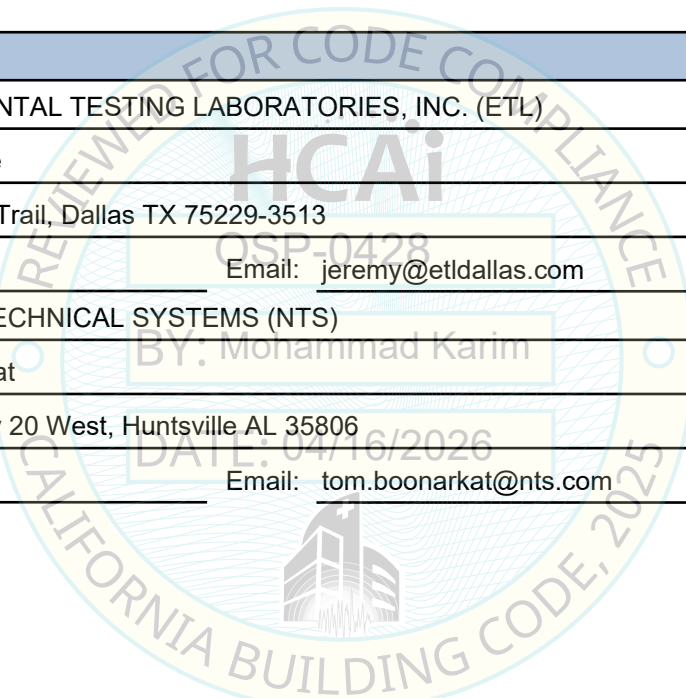 NTAL TESTING LABORATORIES, INC. (ETL)
Trail, Dallas TX 75229-3513
Email: jeremy@etldallas.com
ECHNICAL SYSTEMS (NTS)
at
20 West, Huntsville AL 35806
Email: tom.boonarkat@nts.com
REVIEWED FOR CODE COMPLIANCE
HCAi
OSP-0428
BY: Mohammad Karim
DATE: 04/16/2026
CALIFORNIA BUILDING CODE, 2025